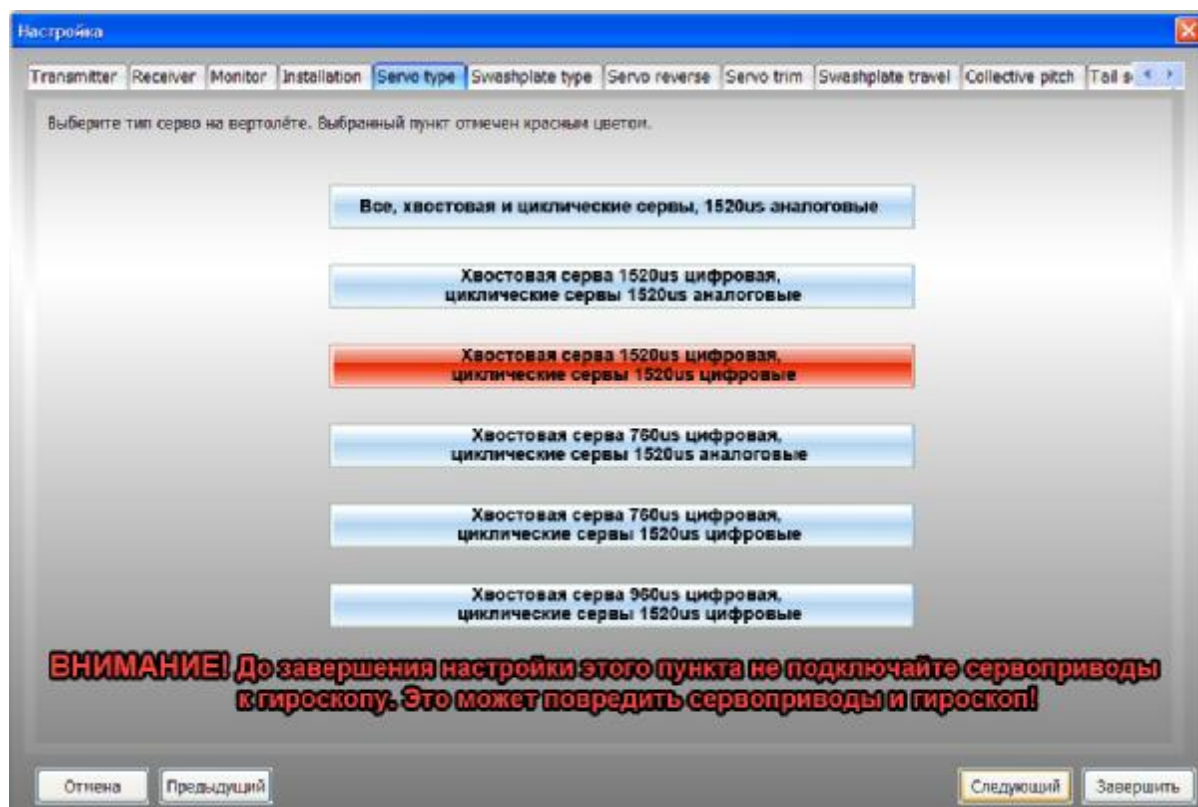 Настройка
Transmitter Receiver Monitor Installation Servo type Swashplate type Servo reverse Servo trim Swashplate travel Collective pitch Tail s
Выберите тип серво на вертолёте. Выбранный пункт отмечен красным цветом.
Все, хвостовая и циклические сервы, 1520us аналоговые
Хвостовая серва 1520us цифровая,
циклические сервы 1520us аналоговые
Хвостовая серва 1520us цифровая,
циклические сервы 1520us цифровые
Хвостовая серва 760us цифровая,
циклические сервы 1520us аналоговые
Хвостовая серва 760us цифровая,
циклические сервы 1520us цифровые
Хвостовая серва 960us цифровая,
циклические сервы 1520us цифровые
ВНИМАНИЕ! До завершения настройки этого пункта не подключайте сервоприводы
к гироскопу. Это может повредить сервоприводы и гироскоп!
Отмена Предыдущий Следующий Завершить